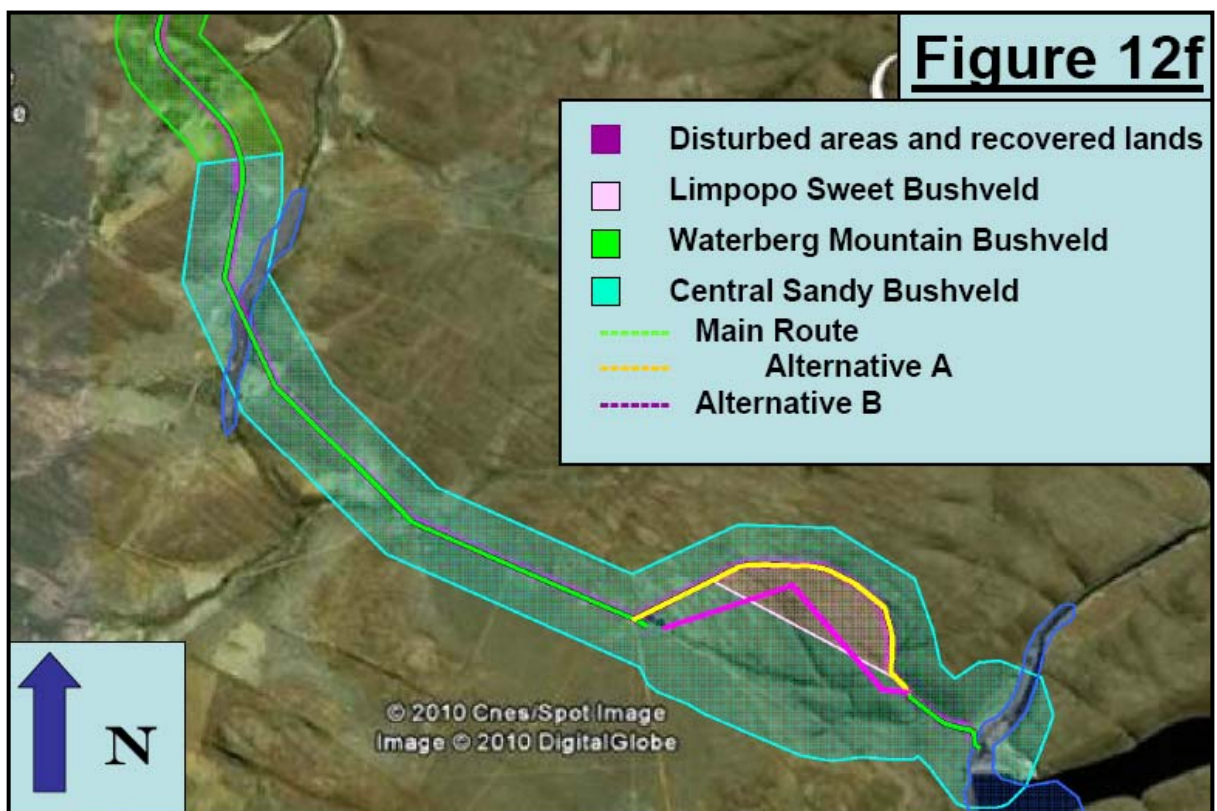 Figure 12f
Disturbed areas and recovered lands
Limpopo Sweet Bushveld
Waterberg Mountain Bushveld
Central Sandy Bushveld
Main Route
Alternative A
Alternative B
© 2010 Cnes/Spot Image
Image © 2010 DigitalGlobe
N